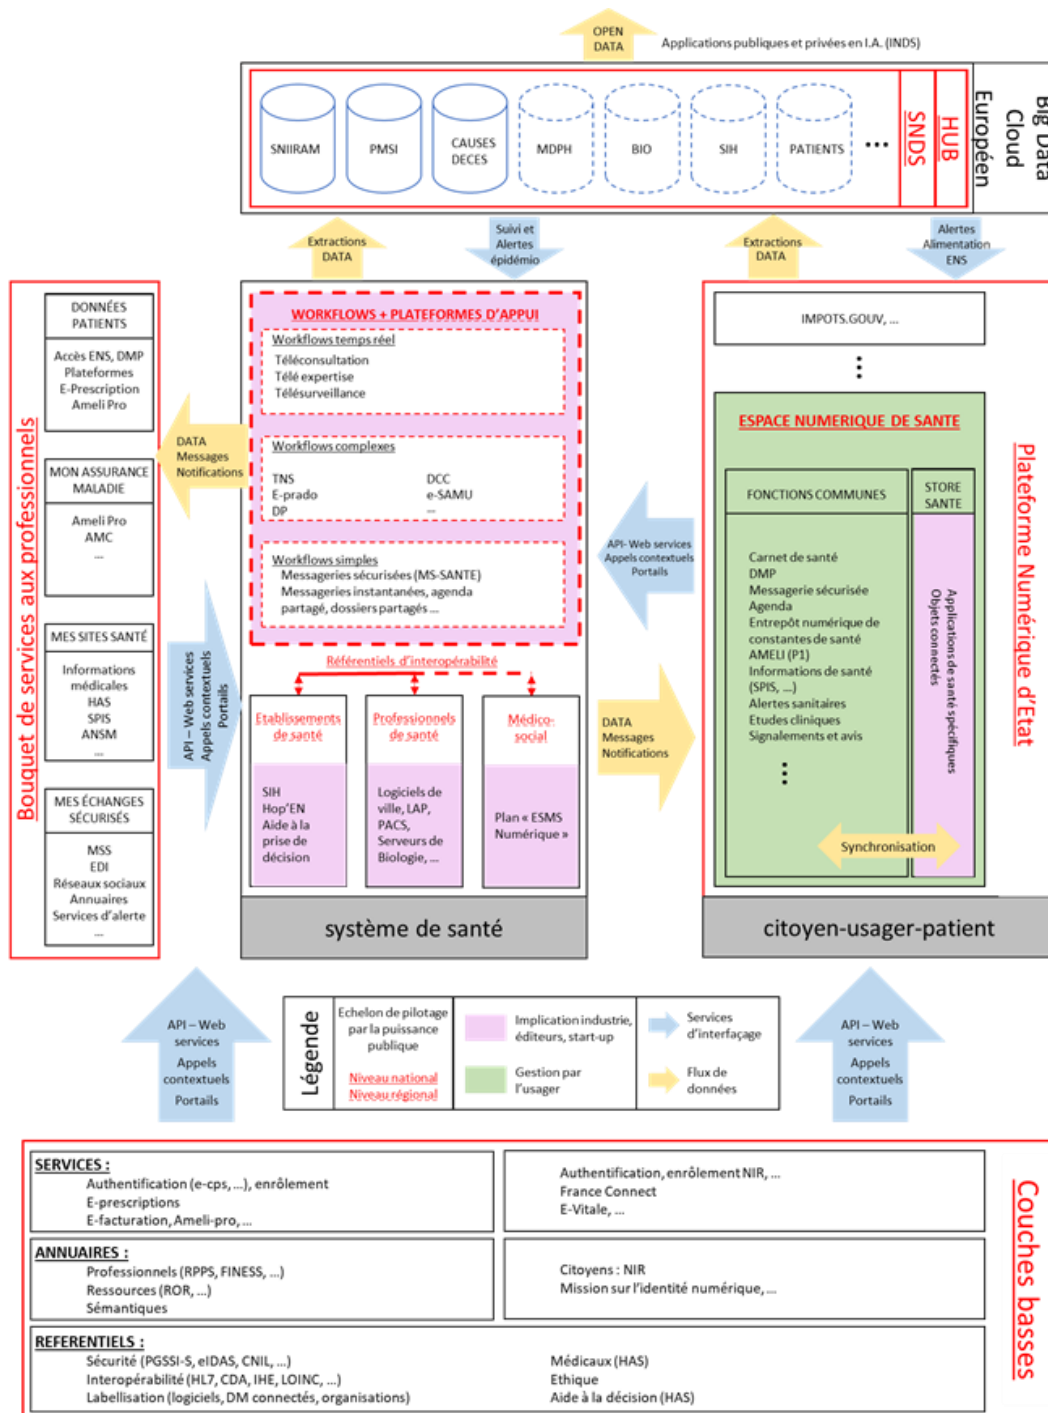 OPEN
DATA
Applications publiques et privées en I.A. (INDS)
SNIIRAM
PMSI
CAUSES
DECES
MDPH
BIO
SIH
PATIENTS
...
SNDS
HUB
Big Data
Cloud
Européen
Extractions
DATA
Suivi et
Alertes
épidémio
Extractions
DATA
Alertes
Alimentation
ENS
Bouquet de services aux professionnels
DONNÉES
PATIENTS
Accès ENS, DMP
Plateformes
E-Prescription
Ameli Pro
MON ASSURANCE
MALADIE
Ameli Pro
AMC
...
MES SITES SANTÉ
Informations
médicales
HAS
SPIS
ANSM
...
MES ÉCHANGES
SÉCURISÉS
MSS
EDI
Réseaux sociaux
Annuaires
Services d'alerte
...
DATA
Messages
Notifications
API – Web services
Appels contextuels
Portails
WORKFLOWS + PLATEFORMES D'APPUI
Workflows temps réel
Téléconsultation
Télé expertise
Télésurveillance
Workflows complexes
TNS
E-prado
DP
DCC
e-SAMU
...
Workflows simples
Messageries sécurisées (MS-SANTE)
Messageries instantanées, agenda
partagé, dossiers partagés ...
Référentiels d'interopérabilité
Etablissements
de santé
SIH
Hop'EN
Aide à la
prise de
décision
Professionnels
de santé
Logiciels de
ville, LAP,
PACS,
Serveurs de
Biologie, ...
Médico-
social
Plan « ESMS
Numérique »
système de santé
API- Web services
Appels contextuels
Portails
DATA
Messages
Notifications
IMPOTS.GOUV, ...
...
ESPACE NUMERIQUE DE SANTE
FONCTIONS COMMUNES
Carnet de santé
DMP
Messagerie sécurisée
Agenda
Entrepôt numérique de
constantes de santé
AMELI (P1)
Informations de santé
(SPIS, ...)
Alertes sanitaires
Etudes cliniques
Signalements et avis
...
STORE
SANTE
Applications de santé spécifiques
Objets connectés
Synchronisation
citoyen-usager-patient
Plateforme Numérique d'Etat
API – Web
services
Appels
contextuels
Portails
Légende
Echelon de pilotage
par la puissance
publique
Niveau national
Niveau régional
Implication industrie,
éditeurs, start-up
Gestion par
l'usager
Services
d'interfaçage
Flux de
données
API – Web
services
Appels
contextuels
Portails
Couches basses
SERVICES :
Authentification (e-cps, ...), enrôlement
E-prescriptions
E-facturation, Ameli-pro, ...
Authentification, enrôlement NIR, ...
France Connect
E-Vitale, ...
ANNUAIRES :
Professionnels (RPPS, FINESS, ...)
Ressources (ROR, ...)
Sémantiques
Citoyens : NIR
Mission sur l'identité numérique, ...
REFERENTIELS :
Sécurité (PGSSI-S, eIDAS, CNIL, ...)
Interopérabilité (HL7, CDA, IHE, LOINC, ...)
Labellisation (logiciels, DM connectés, organisations)
Médicaux (HAS)
Ethique
Aide à la décision (HAS)